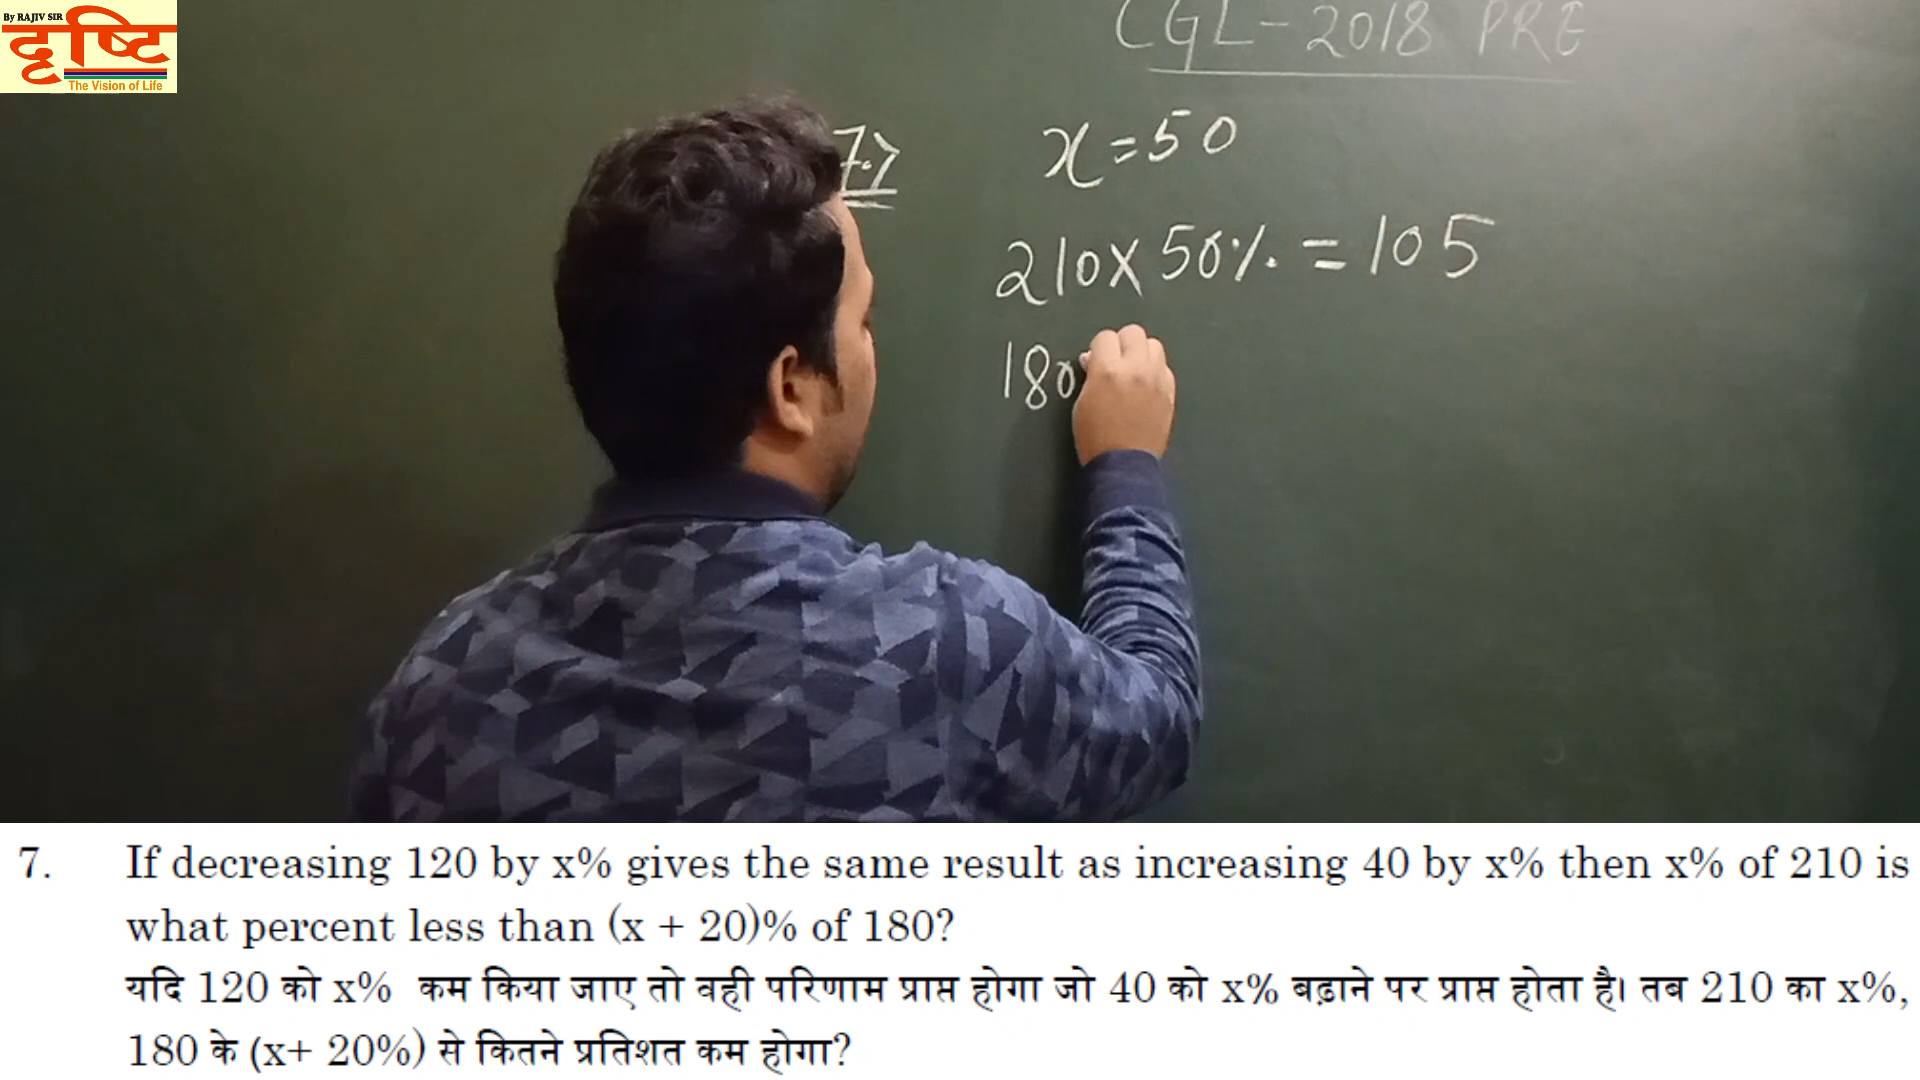 By RAJIV SIR
दृष्टि
The Vision of Life
CGL-2018 PRE
7.> x=50
210×50%=105
180
7. If decreasing 120 by x% gives the same result as increasing 40 by x% then x% of 210 is
what percent less than (x + 20)% of 180?
यदि 120 को x% कम किया जाए तो वही परिणाम प्राप्त होगा जो 40 को x% बढ़ाने पर प्राप्त होता है। तब 210 का x%,
180 के (x+ 20%) से कितने प्रतिशत कम होगा?